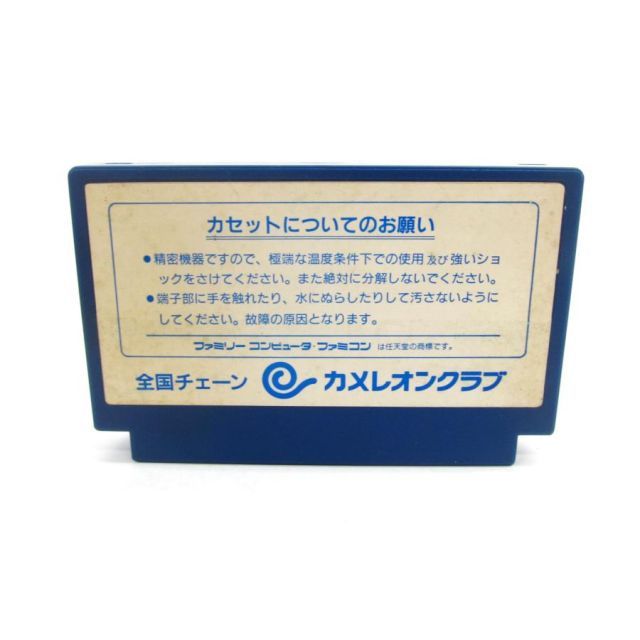 カセットについてのお願い
●精密機器ですので、極端な温度条件下での使用及び強いショ
ックをさけてください。また絶対に分解しないでください。
●端子部に手を触れたり、水にぬらしたりして汚さないように
してください。故障の原因となります。
ファミリーコンピュータ・ファミコンは任天堂の商標です。
全国チェーン カメレオンクラブ